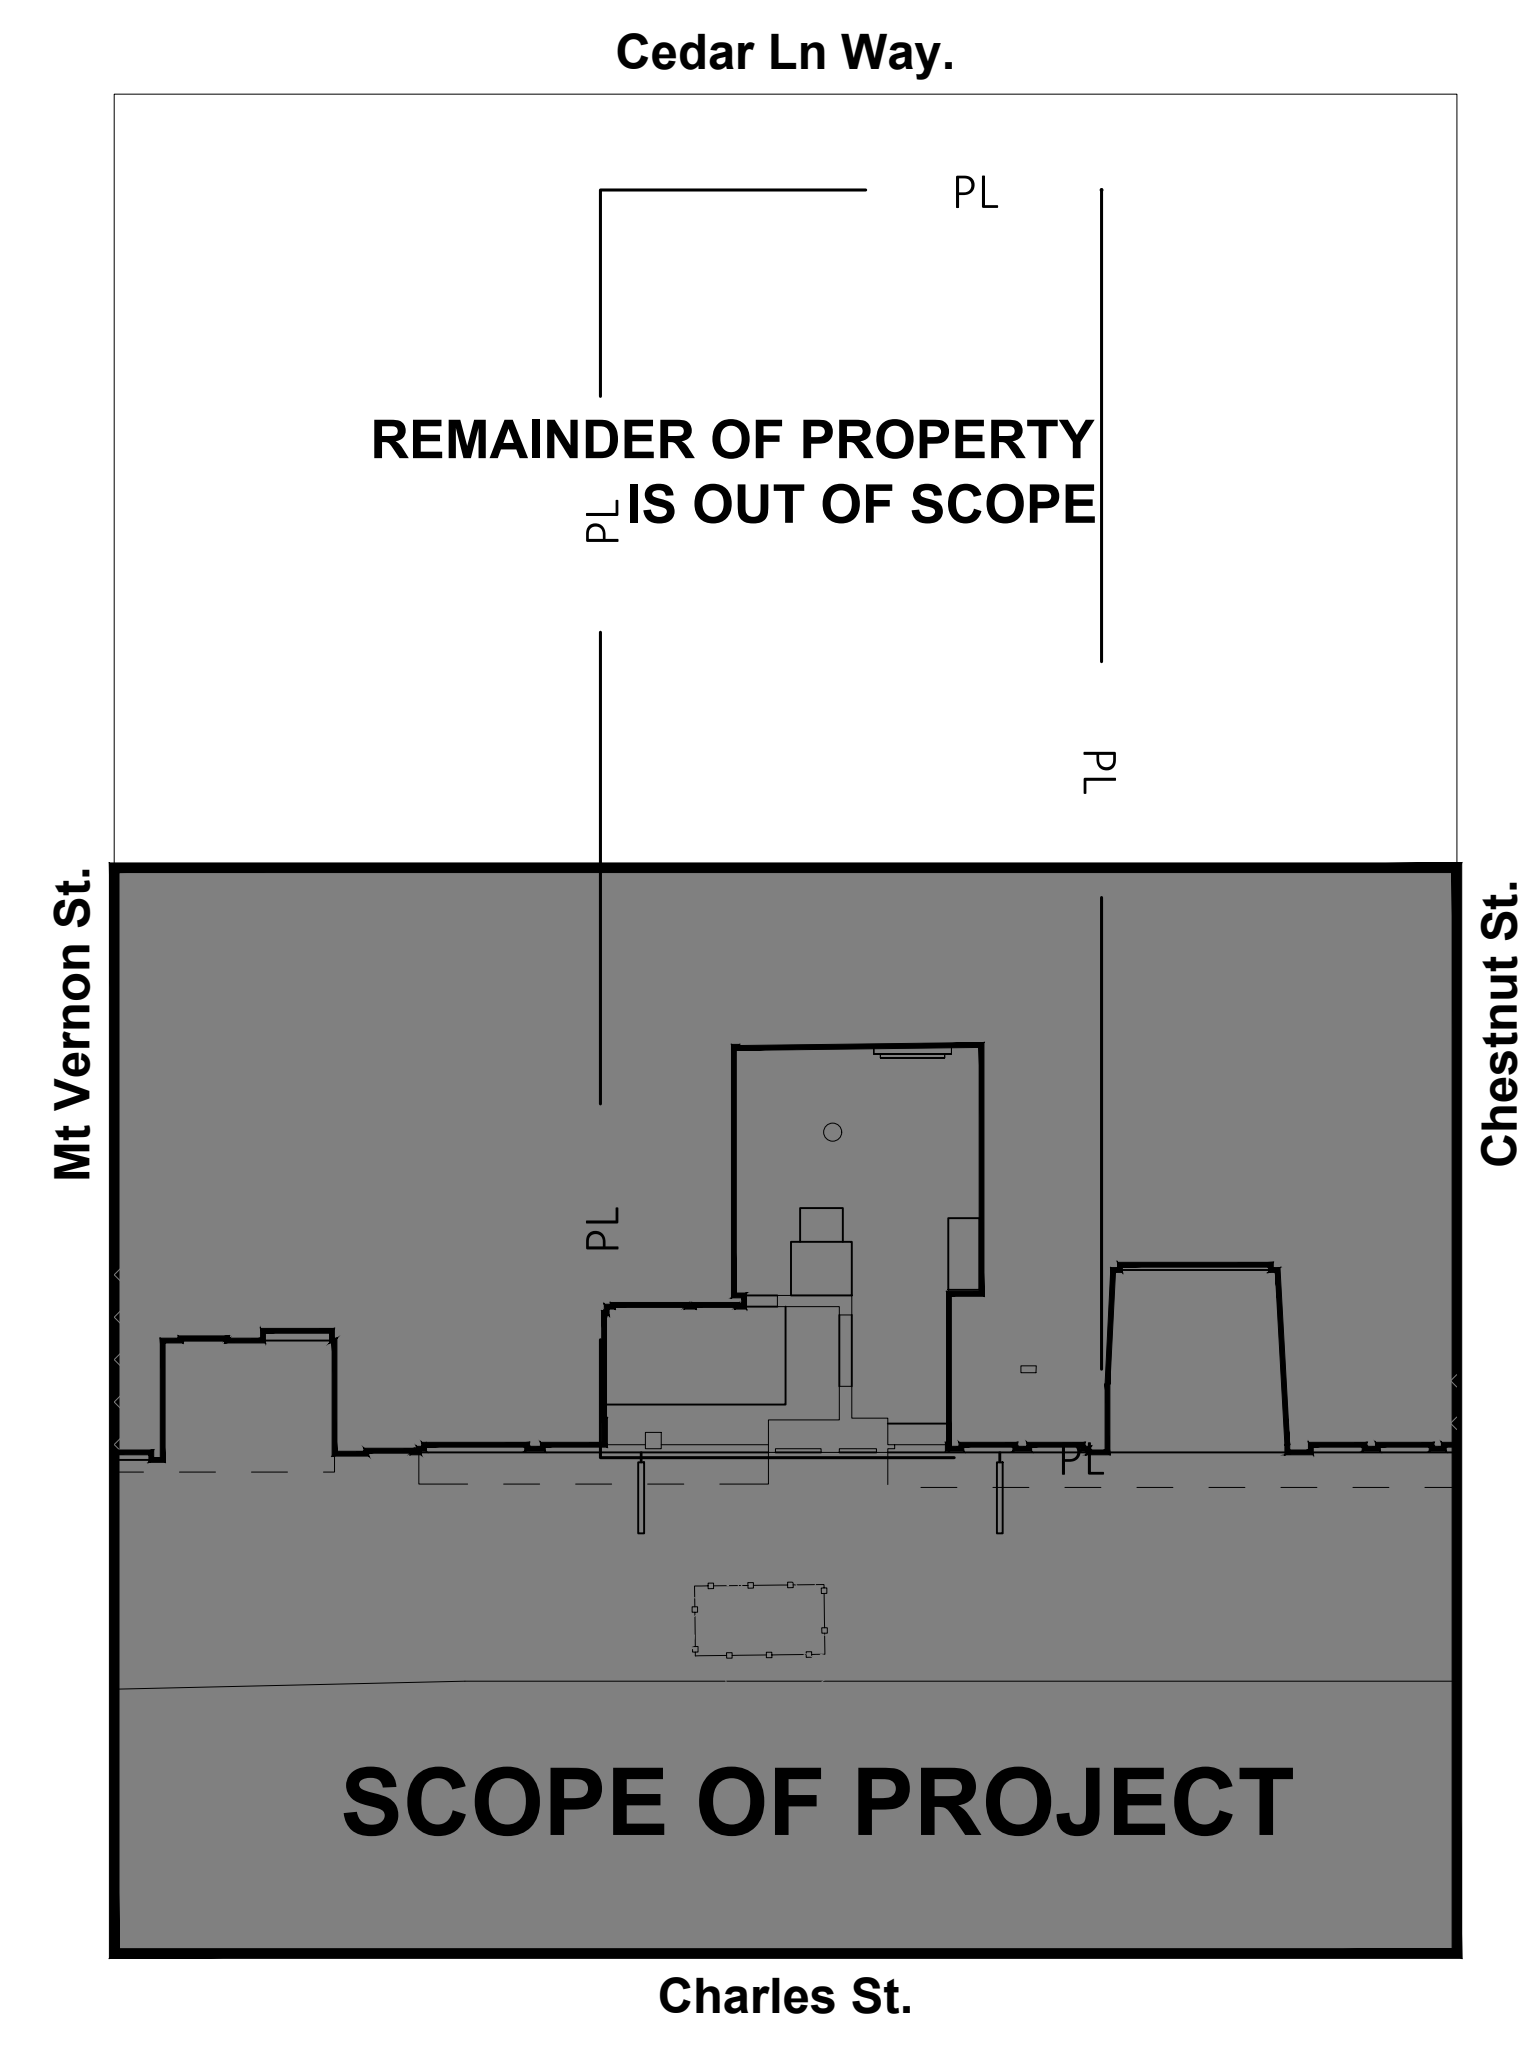 Cedar Ln Way.
PL
REMAINDER OF PROPERTY
IS OUT OF SCOPE
PL
PL
Mt Vernon St.
Chestnut St.
PL
PL
SCOPE OF PROJECT
Charles St.